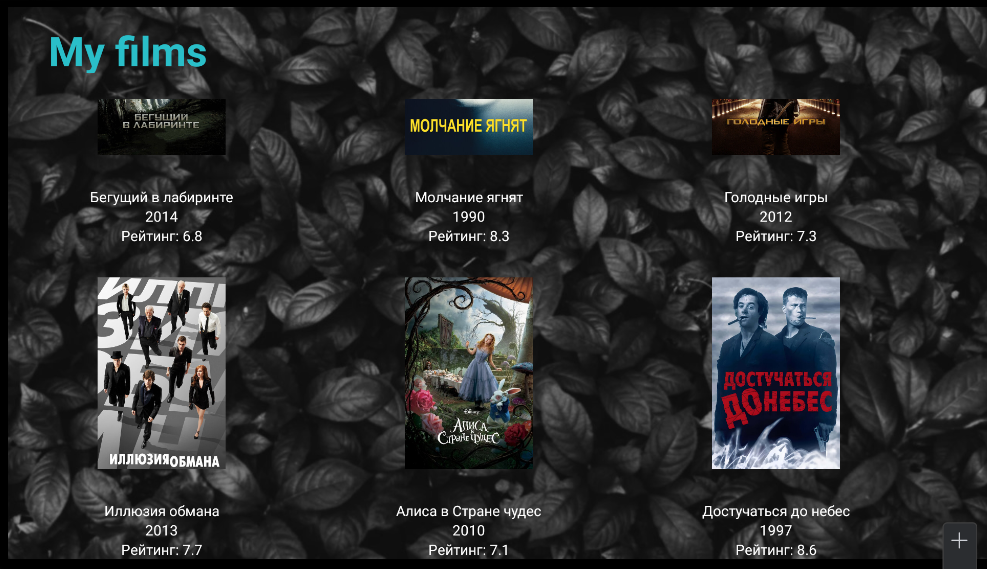 My films
БЕГУЩИЙ
В ЛАБИРИНТЕ
МОЛЧАНИЕ ЯГНЯТ
ГОЛОДНЫЕ ИГРЫ
Бегущий в лабиринте
2014
Рейтинг: 6.8
Молчание ягнят
1990
Рейтинг: 8.3
Голодные игры
2012
Рейтинг: 7.3
ИЛЛЮЗИЯ ОБМАНА
Disney
АЛИСА
В
СТРАНЕ ЧУДЕС
ДОСТУЧАТЬСЯ
ДО НЕБЕС
Иллюзия обмана
2013
Рейтинг: 7.7
Алиса в Стране чудес
2010
Рейтинг: 7.1
Достучаться до небес
1997
Рейтинг: 8.6
+